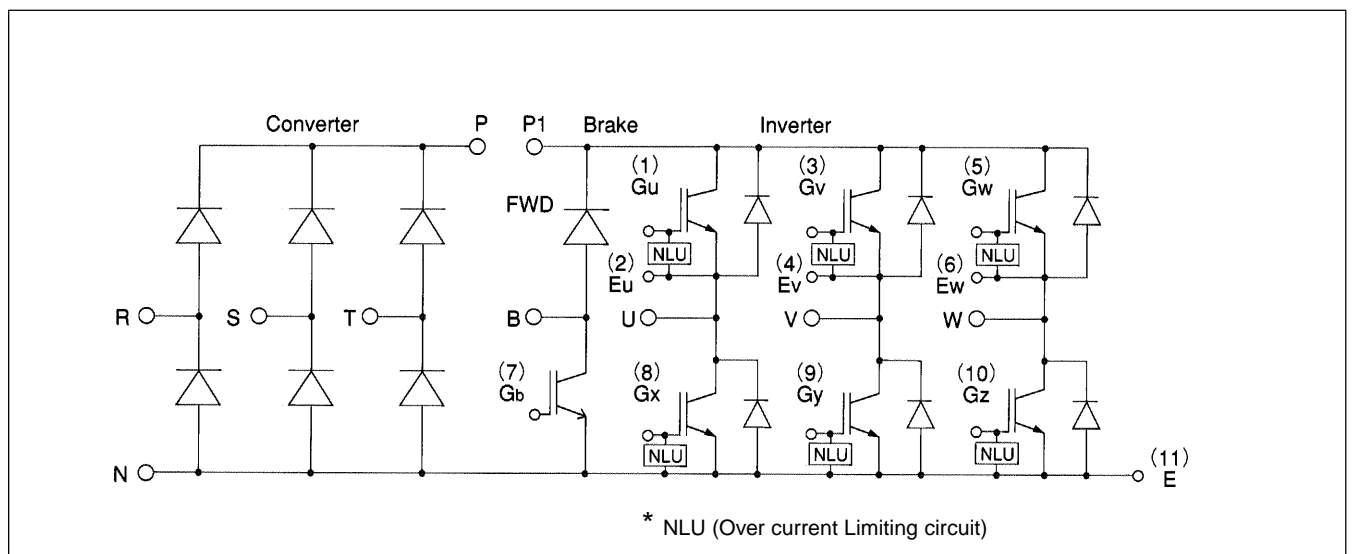 Converter P P1 Brake Inverter
(1) (3) (5)
Gu Gv Gw
FWD
NLU NLU NLU
(2) (4) (6)
Eu Ev Ew
R S T B U V W
(7) (8) (9) (10)
Gb Gx Gy Gz
NLU NLU NLU
N (11)
E
* NLU (Over current Limiting circuit)